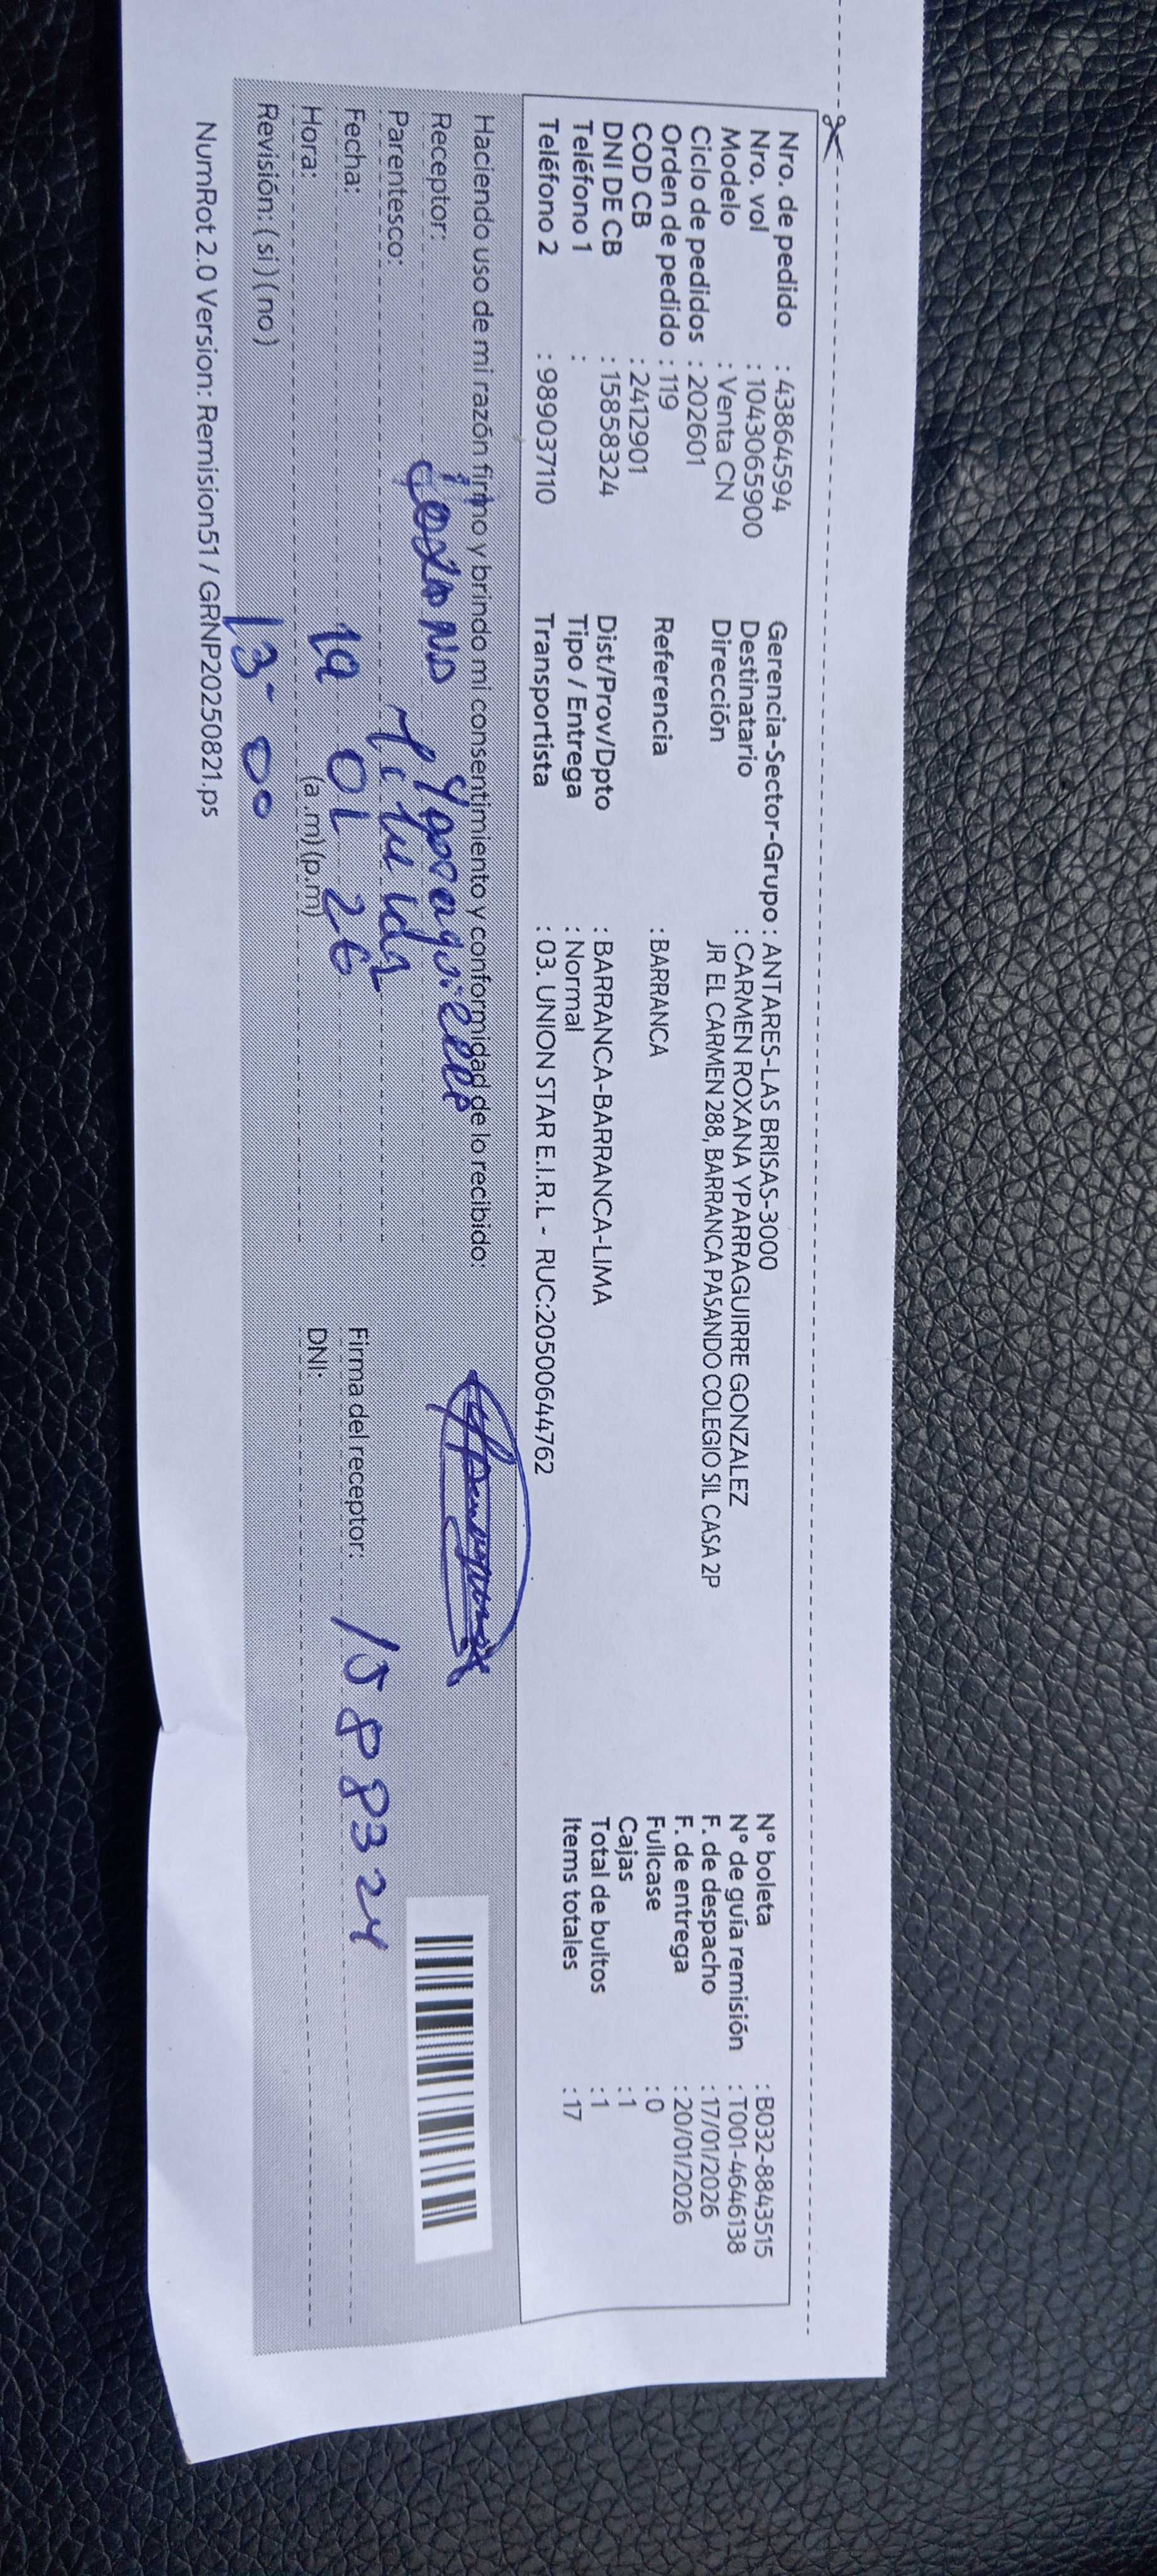 Nro. de pedido : 43864594
Nro. vol : 1043065900
Modelo : Venta CN
Ciclo de pedidos : 202601
Orden de pedido : 119
COD CB : 2412901
DNI DE CB : 15858324
Teléfono 1 :
Teléfono 2 : 989037110
Gerencia-Sector-Grupo : ANTARES-LAS BRISAS-3000
Destinatario : CARMEN ROXANA YPARRAGUIRRE GONZALEZ
Dirección JR EL CARMEN 288, BARRANCA PASANDO COLEGIO SIL CASA 2P
Referencia : BARRANCA
Dist/Prov/Dpto : BARRANCA-BARRANCA-LIMA
Tipo / Entrega : Normal
Transportista : 03. UNION STAR E.I.R.L - RUC:20500644762
N° boleta : B032-8843515
N° de guía remisión : T001-4646138
F. de despacho : 17/01/2026
F. de entrega : 20/01/2026
Fullcase : 0
Cajas : 1
Total de bultos : 1
Items totales : 17
Haciendo uso de mi razón firmo y brindo mi consentimiento y conformidad de lo recibido:
Receptor:
Parentesco:
Fecha: 19 01 26
Hora: (a .m) (p.m)
Revisión: ( si ) ( no ) 13-00
Firma del receptor:
DNI: 1588324
NumRot 2.0 Version: Remision51 / GRNP20250821.ps